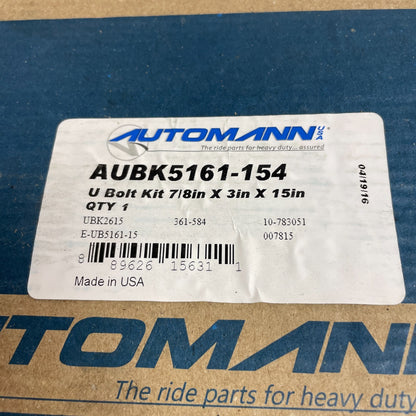 AUTOMANN USA
The ride parts for heavy duty... assured
AUBK5161-154
U Bolt Kit 7/8in X 3in X 15in
QTY 1
UBK2615 361-584 10-783051
E-UB5161-15 007815
8 89626 15631 1
Made in USA
04/19/16
AUTOMANN
The ride parts for heavy duty